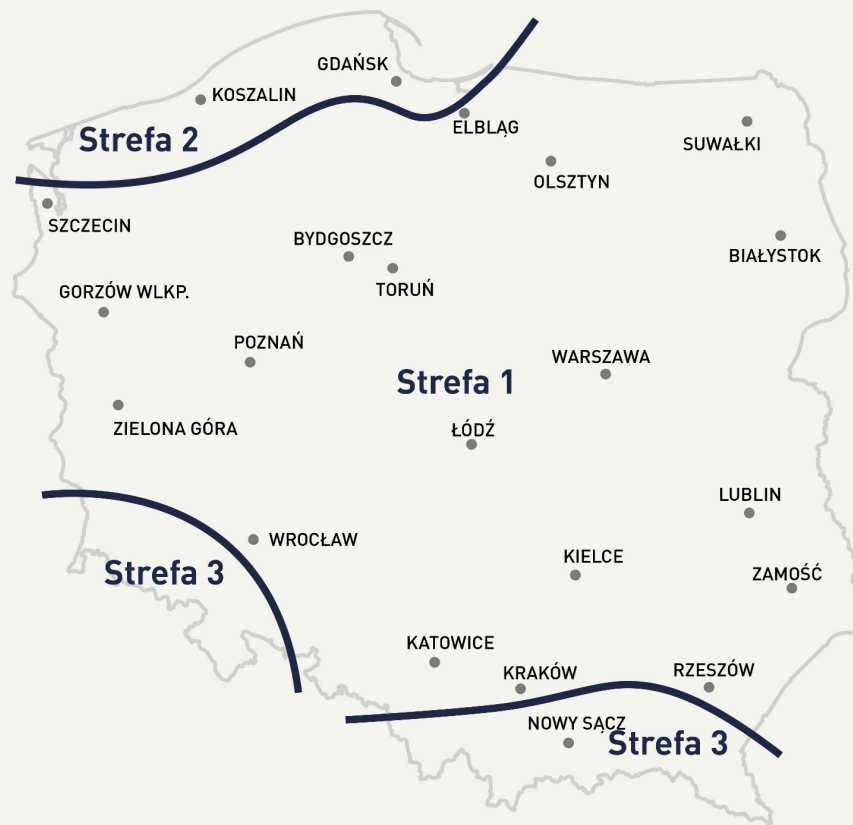 GDAŃSK
KOSZALIN
Strefa 2
ELBLĄG
SUWAŁKI
OLSZTYN
SZCZECIN
BYDGOSZCZ
BIAŁYSTOK
TORUŃ
GORZÓW WLKP.
POZNAŃ
WARSZAWA
Strefa 1
ZIELONA GÓRA
ŁÓDŹ
LUBLIN
WROCŁAW
KIELCE
Strefa 3
ZAMOŚĆ
KATOWICE
KRAKÓW
RZESZÓW
NOWY SĄCZ
Strefa 3